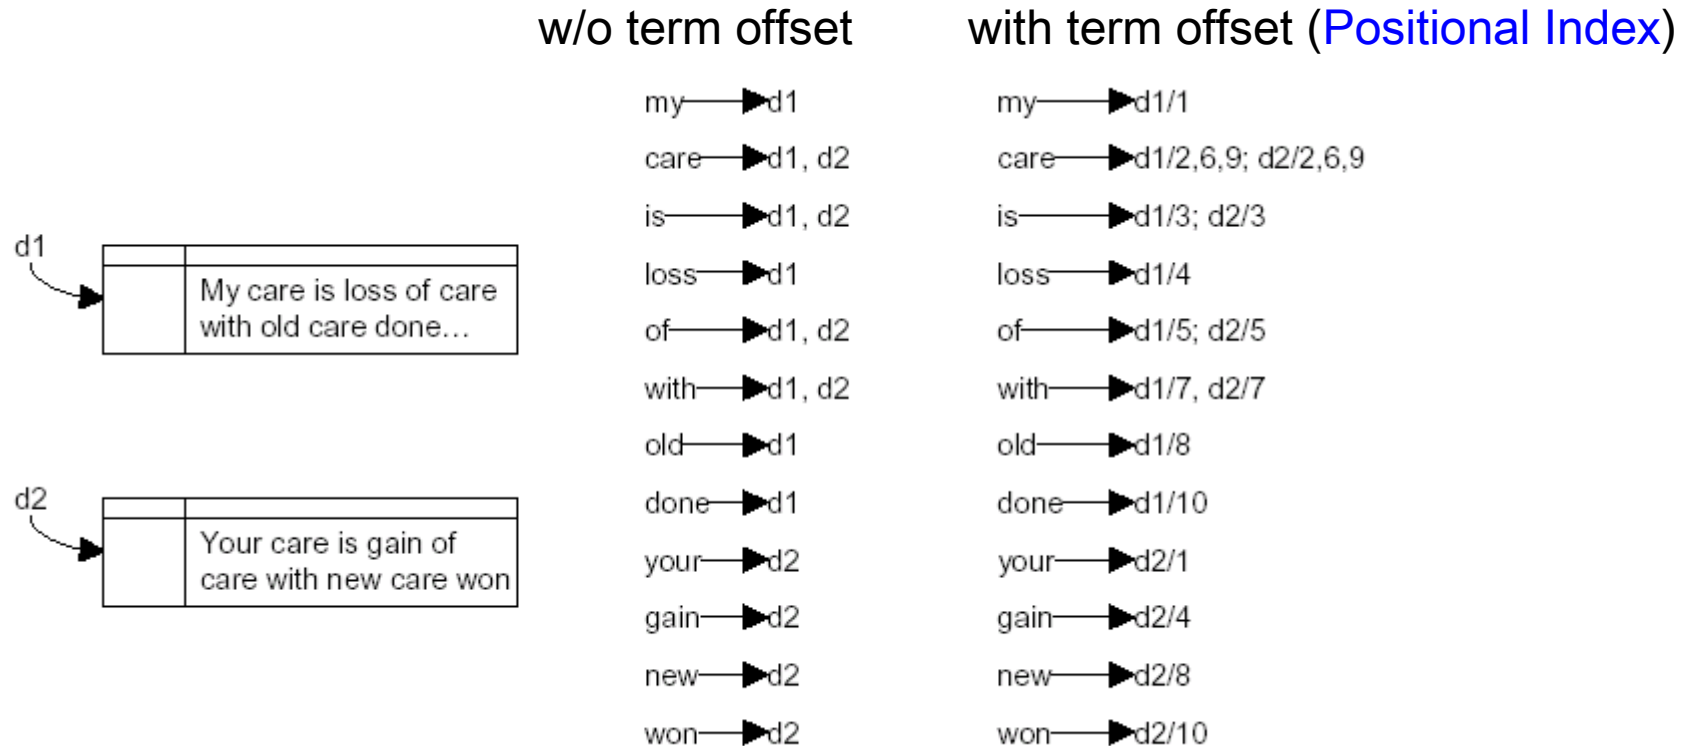 w/o term offset
with term offset (Positional Index)
d1
My care is loss of care
with old care done...
d2
Your care is gain of
care with new care won
my d1
care d1, d2
is d1, d2
loss d1
of d1, d2
with d1, d2
old d1
done d1
your d2
gain d2
new d2
won d2
my d1/1
care d1/2,6,9; d2/2,6,9
is d1/3; d2/3
loss d1/4
of d1/5; d2/5
with d1/7, d2/7
old d1/8
done d1/10
your d2/1
gain d2/4
new d2/8
won d2/10